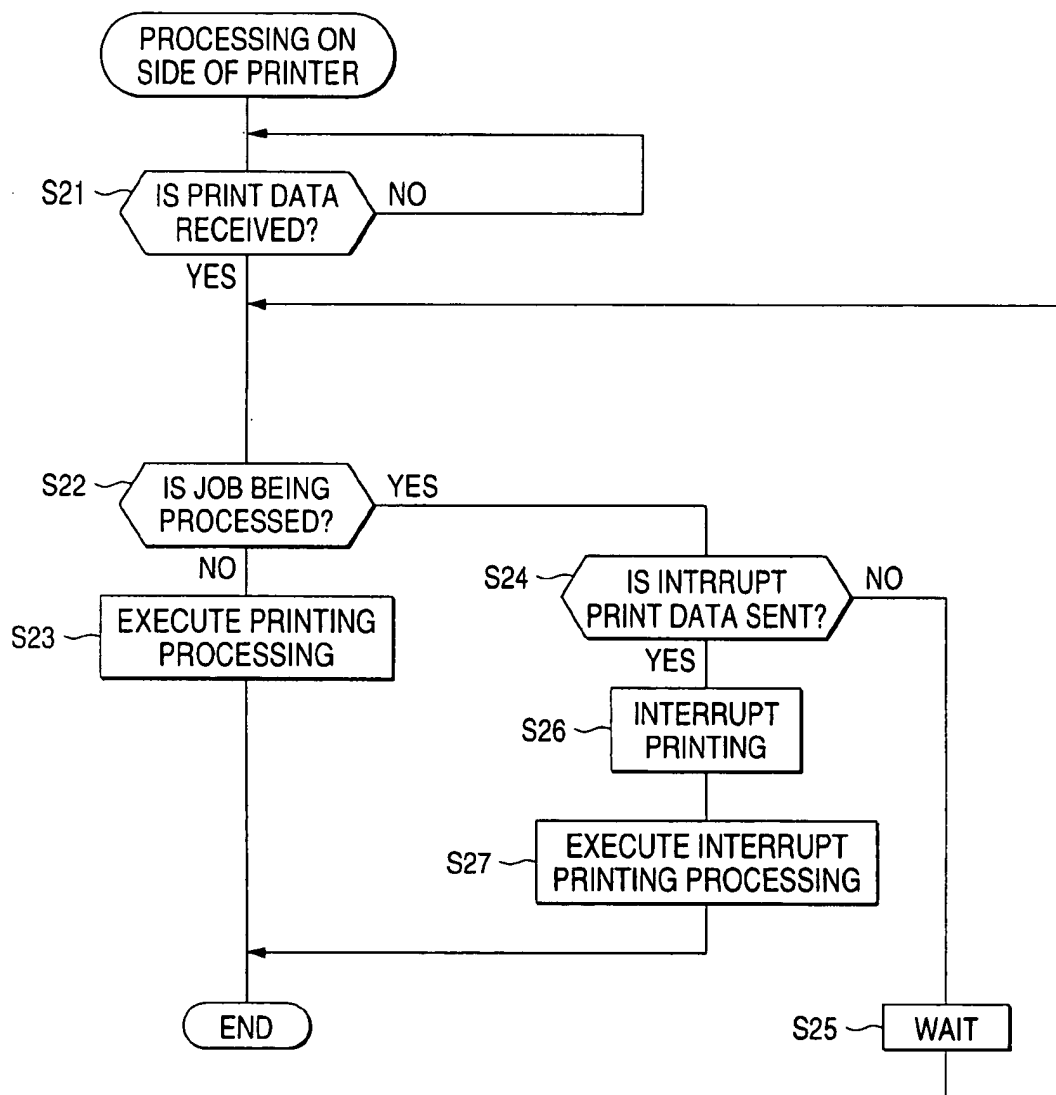 PROCESSING ON
SIDE OF PRINTER
S21
IS PRINT DATA
RECEIVED?
NO
YES
S22
IS JOB BEING
PROCESSED?
YES
NO
S23
EXECUTE PRINTING
PROCESSING
S24
IS INTRRUPT
PRINT DATA SENT?
NO
YES
S26
INTERRUPT
PRINTING
S27
EXECUTE INTERRUPT
PRINTING PROCESSING
END
S25
WAIT